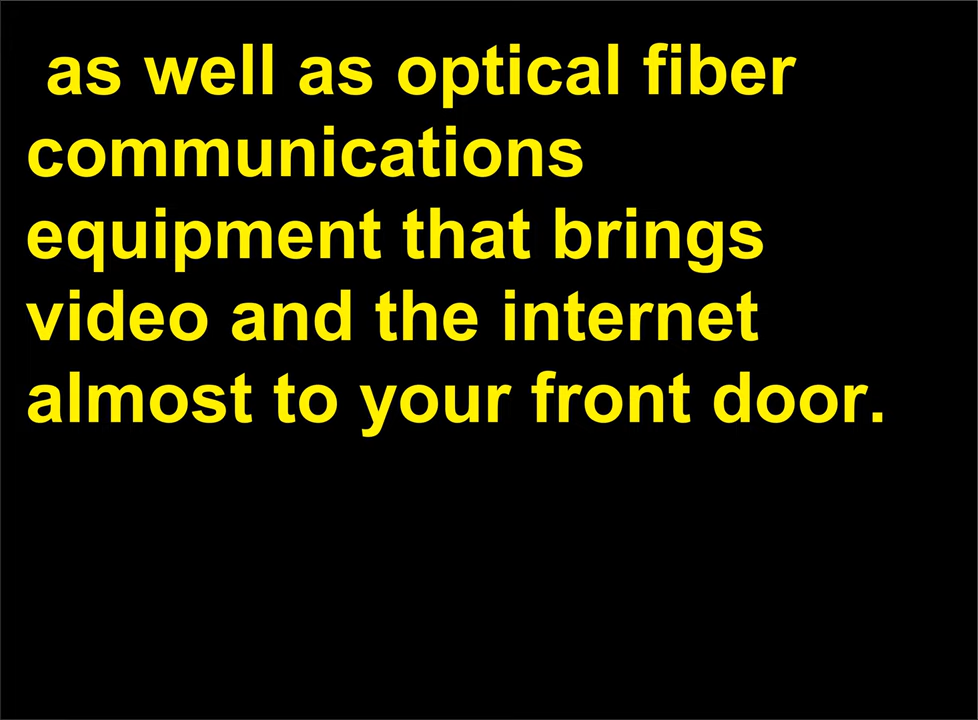 as well as optical fiber
communications
equipment that brings
video and the internet
almost to your front door.